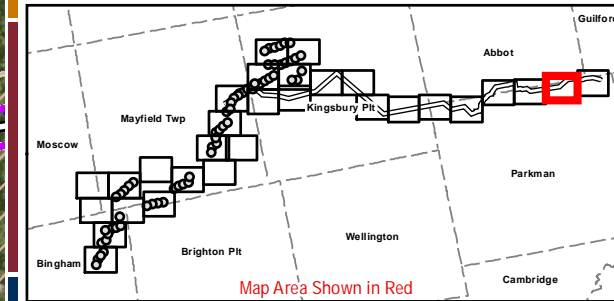 Guilford
Abbot
Kingsbury Plt
Mayfield Twp
Moscow
Parkman
Wellington
Brighton Plt
Bingham
Cambridge
Map Area Shown in Red